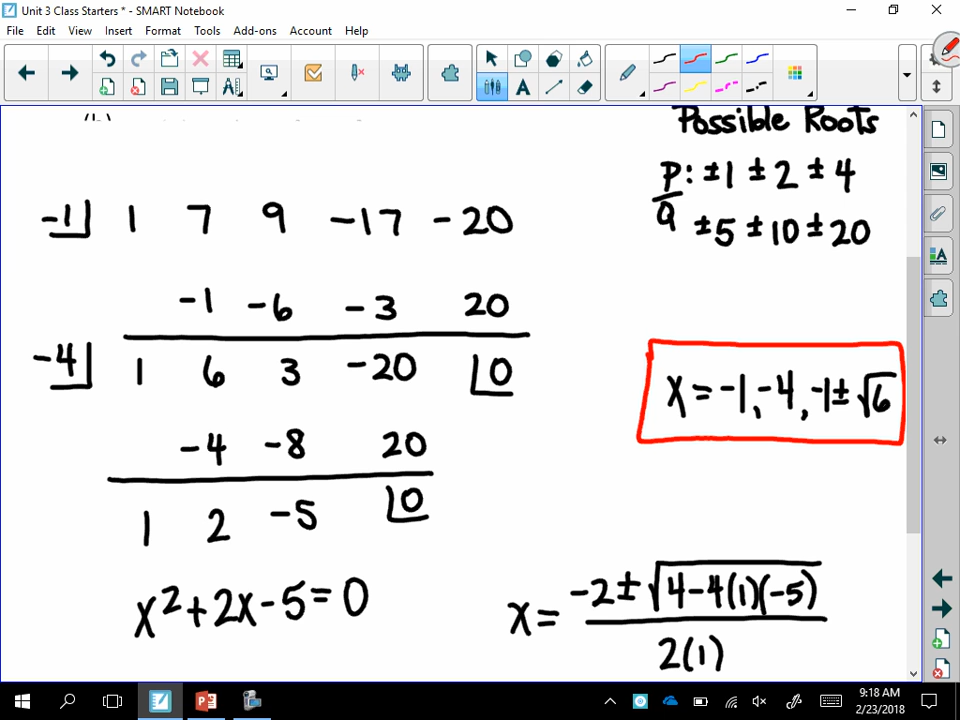 Unit 3 Class Starters * - SMART Notebook
File Edit View Insert Format Tools Add-ons Account Help
Possible Roots
P: ±1 ±2 ±4
Q ±5 ±10 ±20
-1 1 7 9 -17 -20
-1 -6 -3 20
-4 1 6 3 -20 0
x = -1, -4, -1±√6
-4 -8 20
1 2 -5 0
x²+2x-5=0
x = -2±√4-4(1)(-5)
2(1)
9:18 AM
2/23/2018